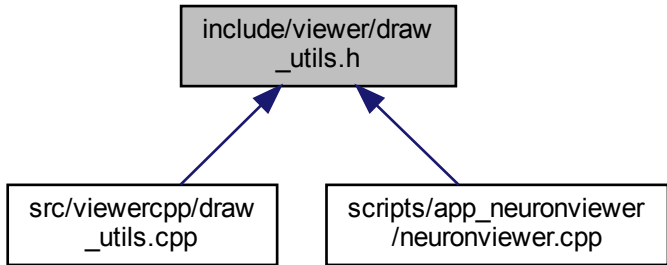 include/viewer/draw
_utils.h
src/viewercpp/draw
_utils.cpp
scripts/app_neuronviewer
/neuronviewer.cpp